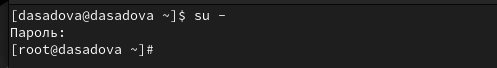 [dasadova@dasadova ~]$ su -
Пароль:
[root@dasadova ~]#